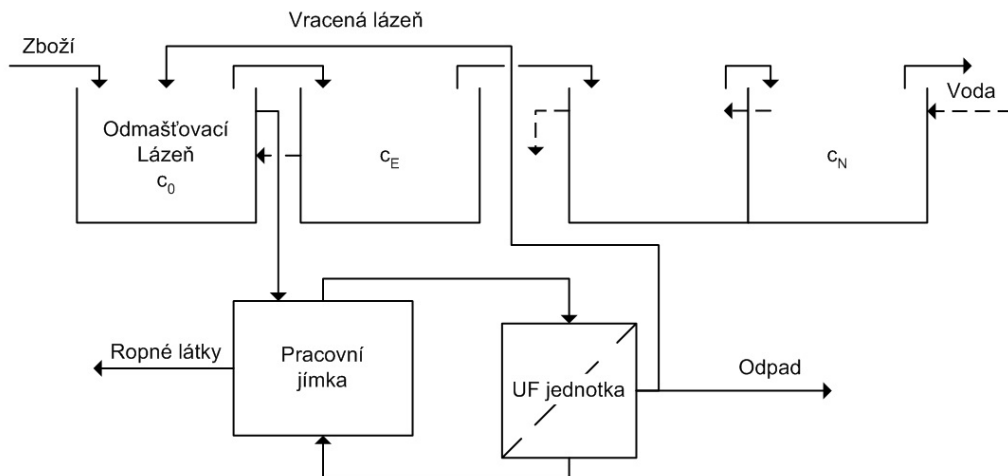 Vracená lázeň
Zboží
Voda
Odmašťovací
Lázeň
c0
cE
cN
Ropné látky
Pracovní
jímka
UF jednotka
Odpad